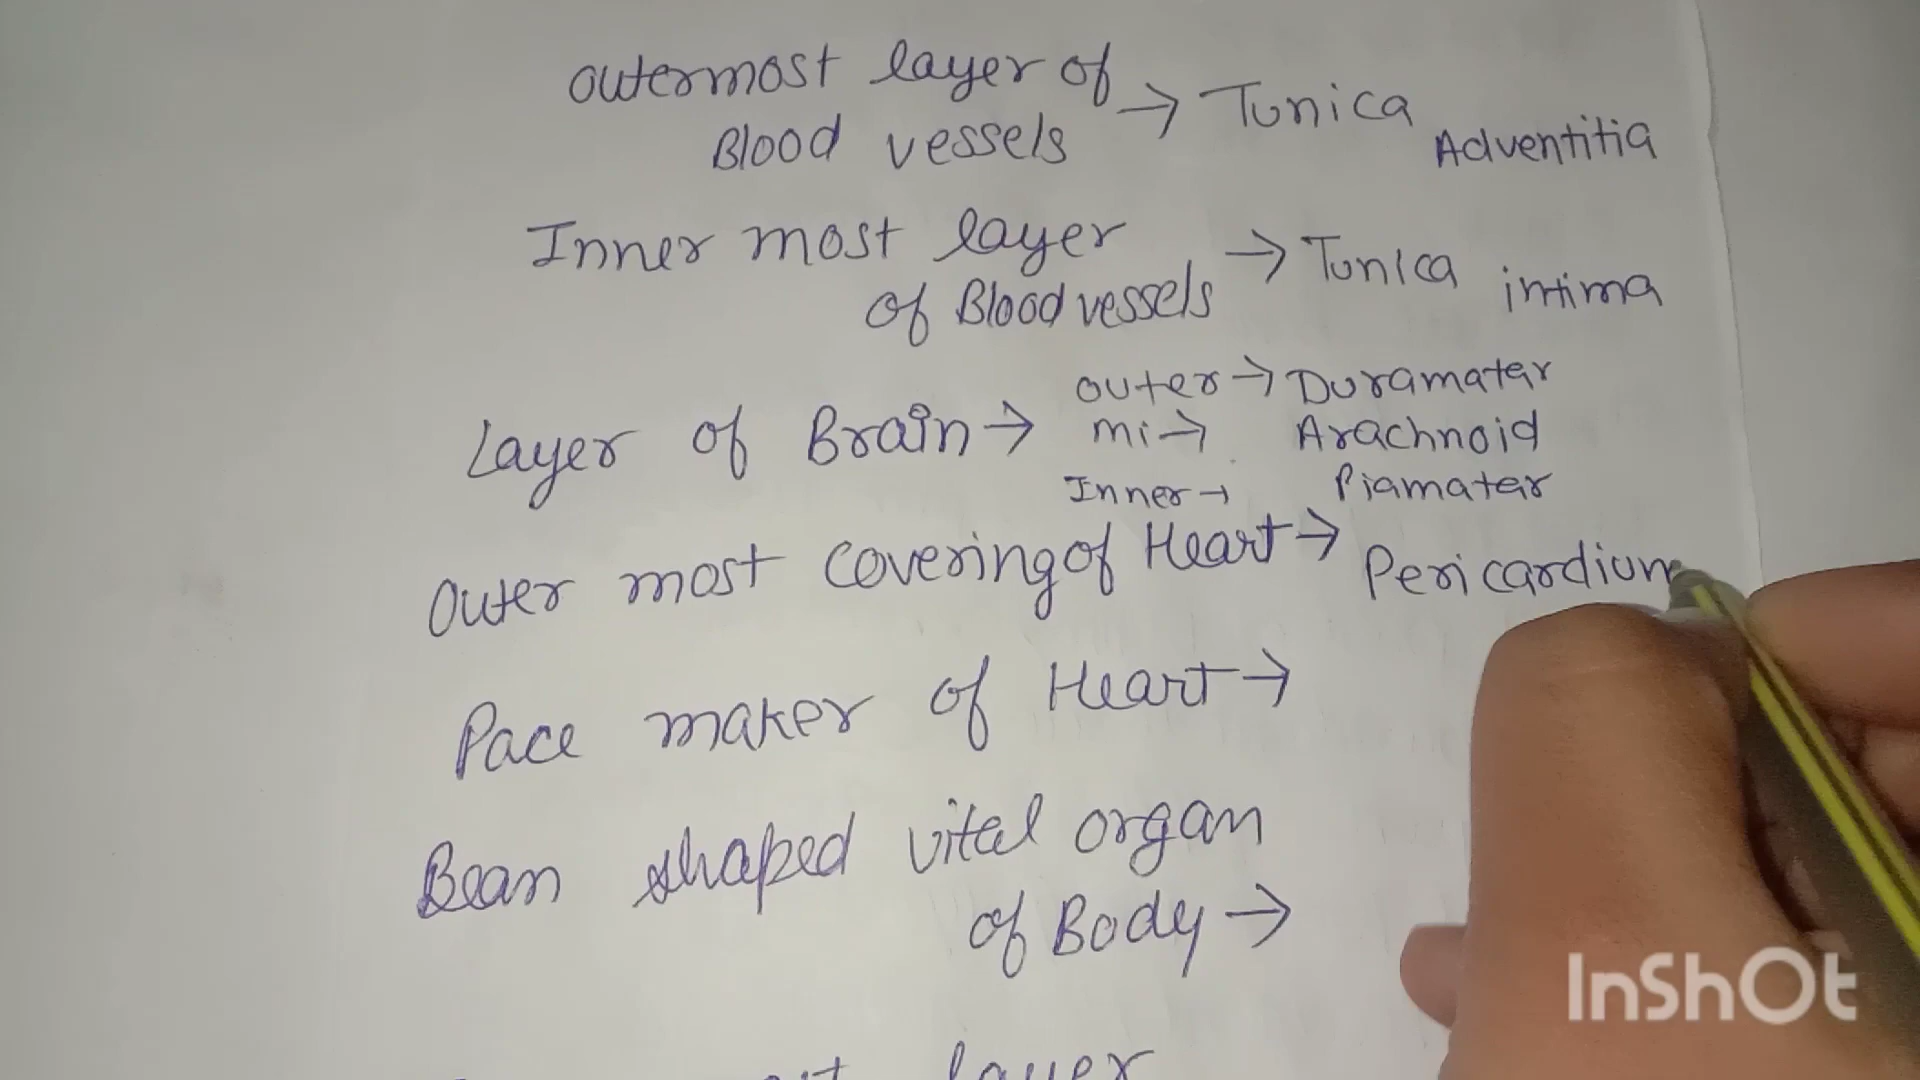 outermost layer of
Blood vessels → Tunica Adventitia
Inner most layer
of Blood vessels → Tunica intima
Layer of Brain → outer → Duramater
mi → Arachnoid
Inner → Piamater
Outer most covering of Heart → Pericardium
Pace maker of Heart →
Bean shaped vital organ
of Body →
layer
InShOt